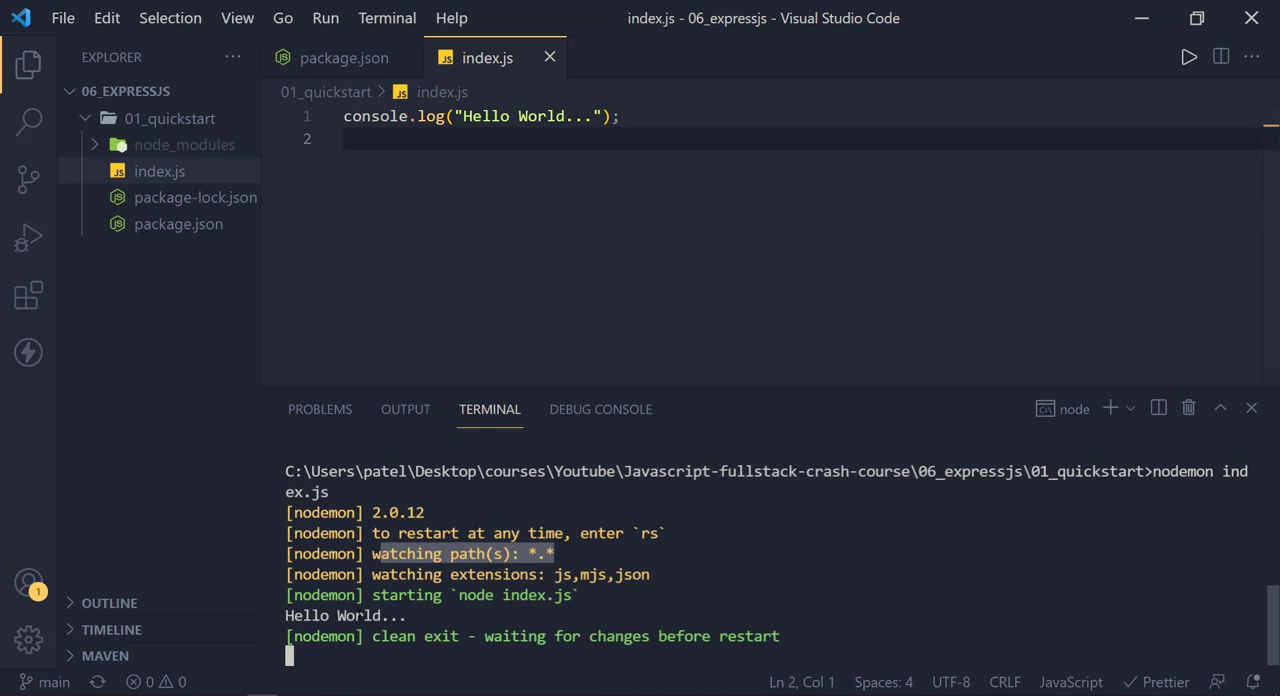 File Edit Selection View Go Run Terminal Help index.js - 06_expressjs - Visual Studio Code
EXPLORER
06_EXPRESSJS
01_quickstart
node_modules
index.js
package-lock.json
package.json
OUTLINE
TIMELINE
MAVEN
package.json index.js
01_quickstart > index.js
1 console.log("Hello World...");
2
PROBLEMS OUTPUT TERMINAL DEBUG CONSOLE node
C:\Users\patel\Desktop\courses\Youtube\Javascript-fullstack-crash-course\06_expressjs\01_quickstart>nodemon ind
ex.js
[nodemon] 2.0.12
[nodemon] to restart at any time, enter `rs`
[nodemon] watching path(s): *.*
[nodemon] watching extensions: js,mjs,json
[nodemon] starting `node index.js`
Hello World...
[nodemon] clean exit - waiting for changes before restart
1
main 0 0 Ln 2, Col 1 Spaces: 4 UTF-8 CRLF JavaScript Prettier